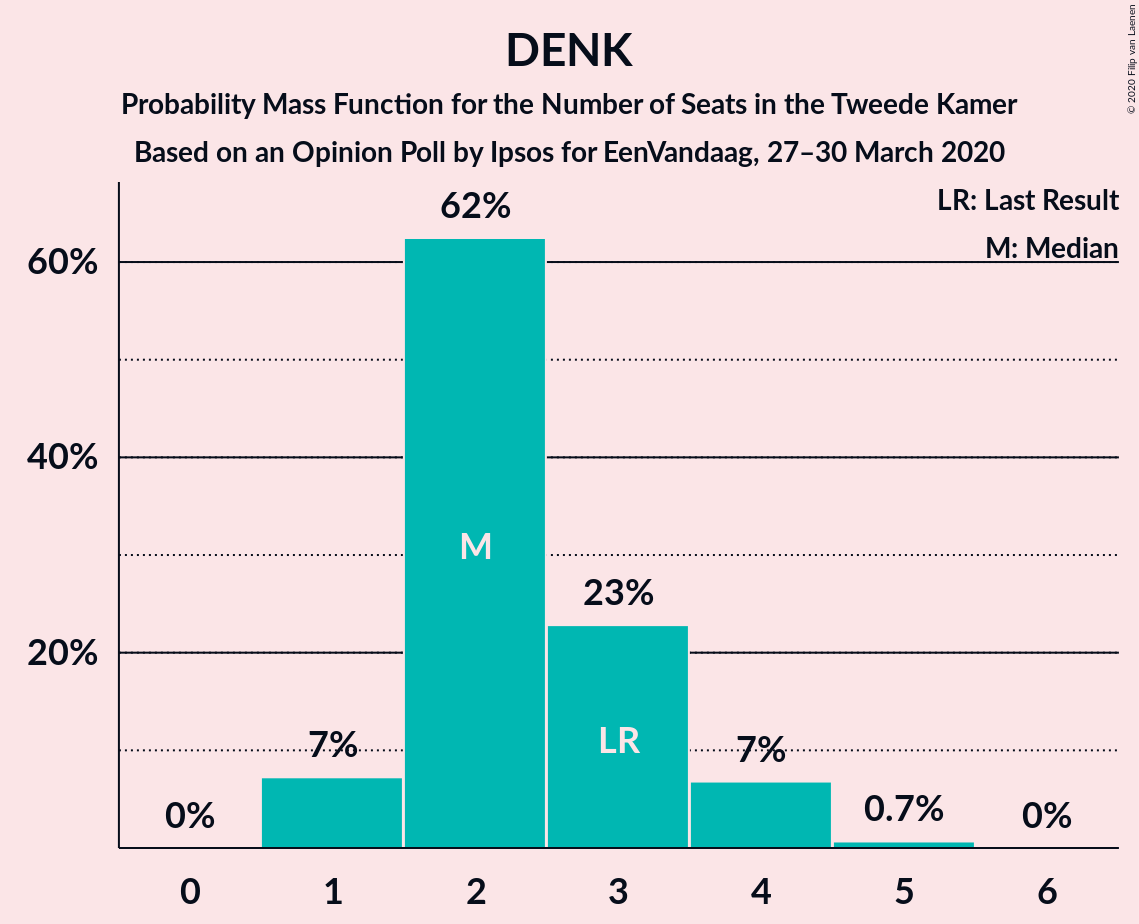 DENK
Probability Mass Function for the Number of Seats in the Tweede Kamer
Based on an Opinion Poll by Ipsos for EenVandaag, 27–30 March 2020
© 2020 Filip van Laenen
LR: Last Result
M: Median
62%
60%
40%
M
23%
20%
LR
7%
7%
0%
0.7%
0%
0 1 2 3 4 5 6